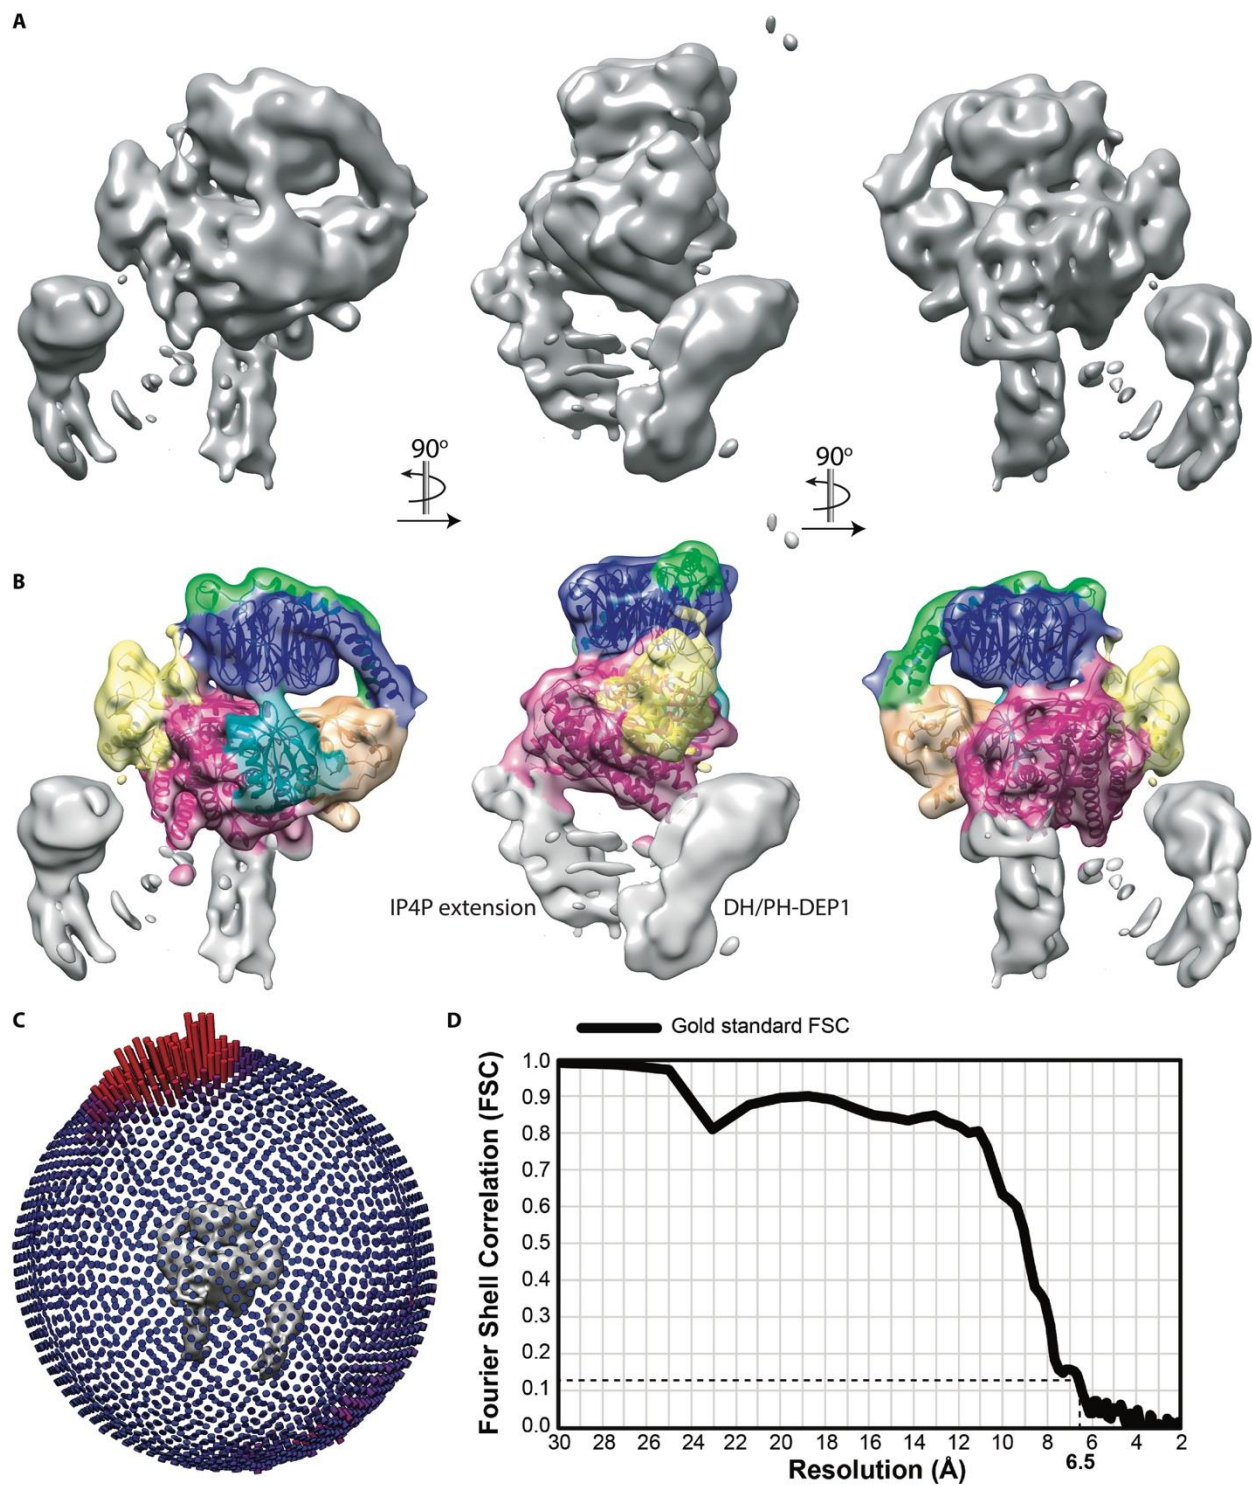 A
90°
90°
B
IP4P extension
DH/PH-DEP1
C
D
Gold standard FSC
Fourier Shell Correlation (FSC)
1.0
0.9
0.8
0.7
0.6
0.5
0.4
0.3
0.2
0.1
0.0
30 28 26 24 22 20 18 16 14 12 10 8 6 4 2
6.5
Resolution (Å)